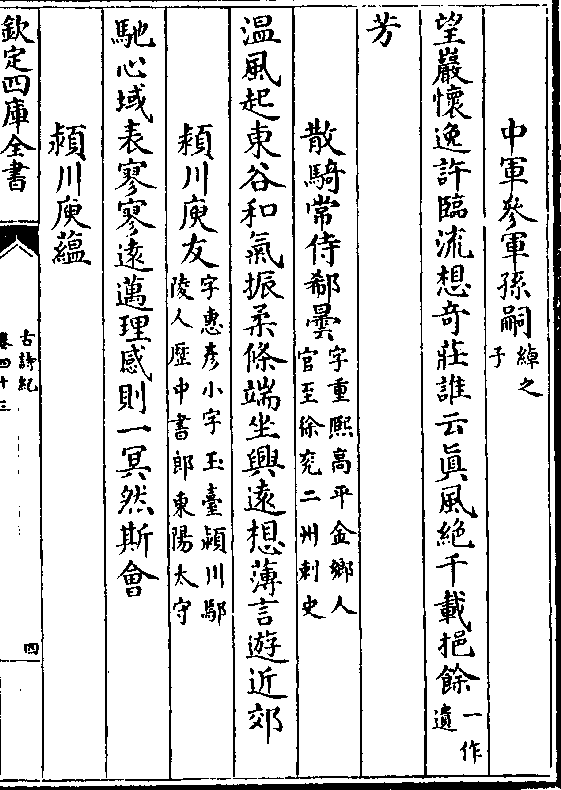 中軍參軍孫嗣綽之子
望巖懷逸許臨流想奇莊誰云眞風絶千載挹餘一作遺
芳
散騎常侍郗曇字重熈高平金鄉人官至徐兖二州刺史
温風起東谷和氣振柔條端坐興遠想薄言遊近郊
頴川庾友字惠彦小字玉臺頴川鄢陵人歴中書郎東陽太守
馳心域表寥寥遠邁理感則一冥然斯會
頴川庾蘊
欽定四庫全書
古詩紀
卷四十三
四